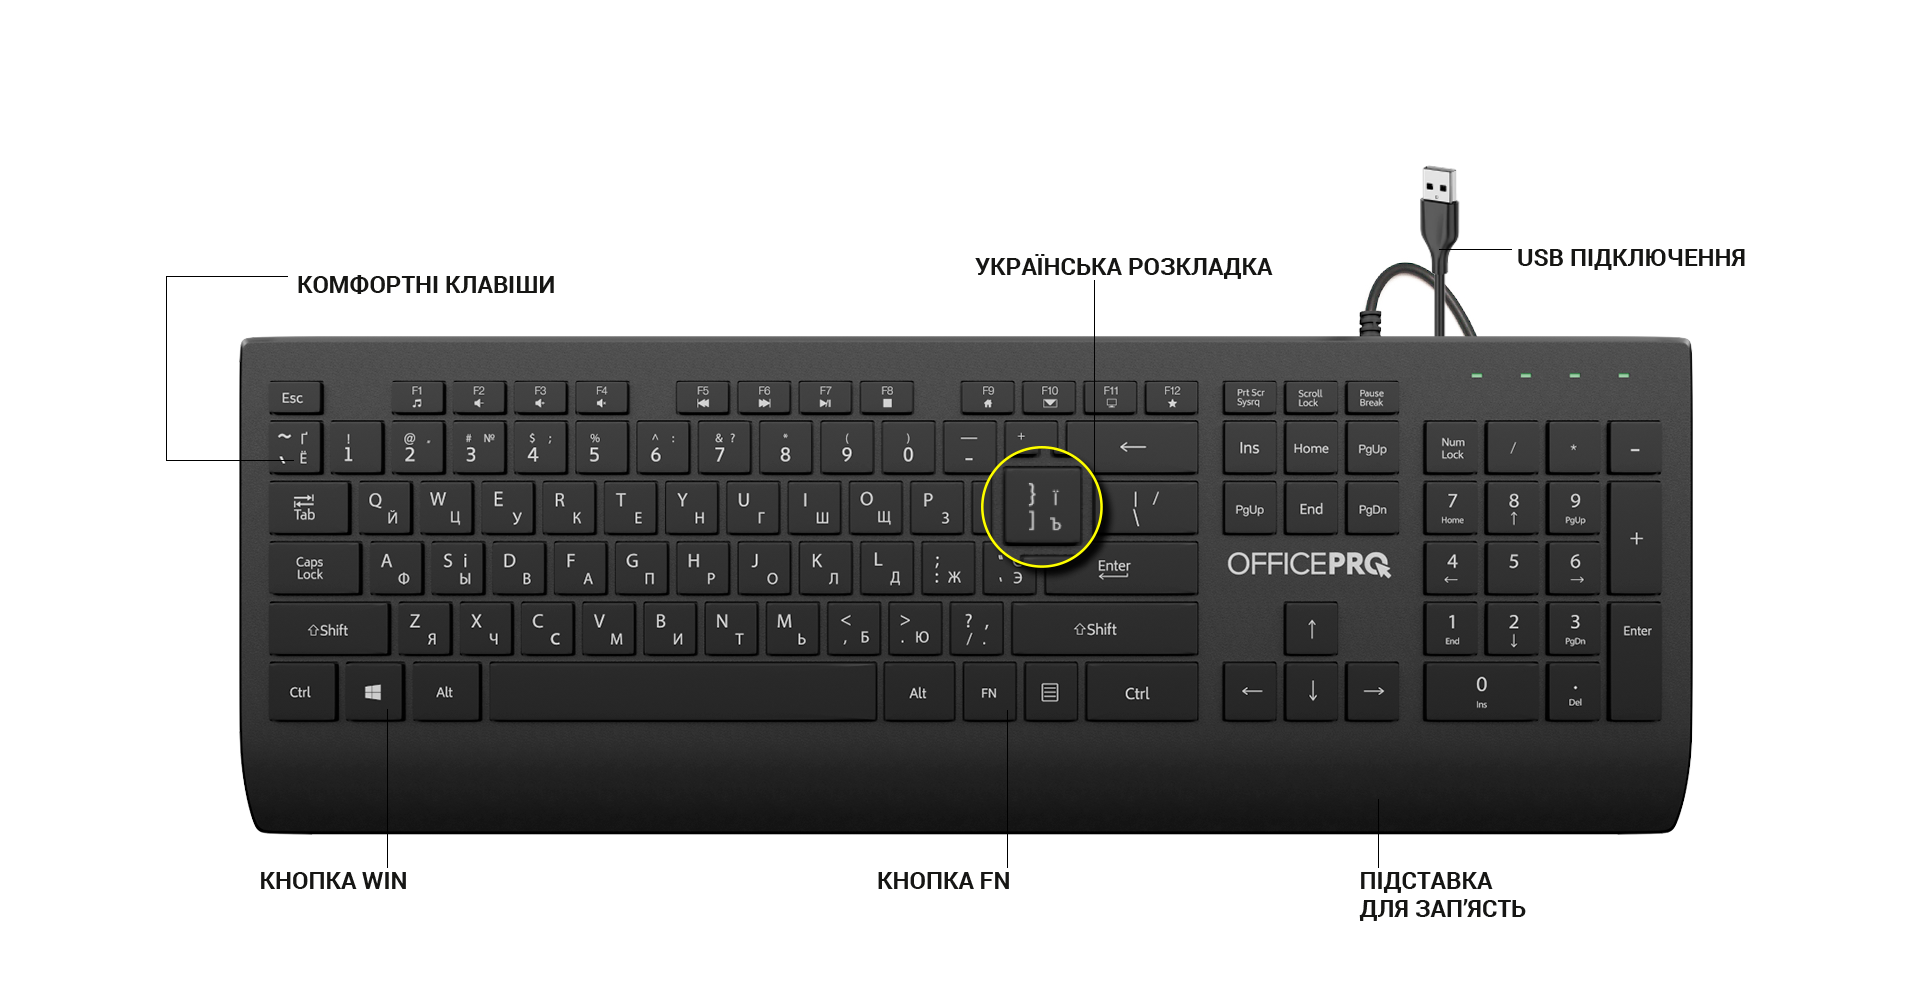 УКРАЇНСЬКА РОЗКЛАДКА
USB ПІДКЛЮЧЕННЯ
КОМФОРТНІ КЛАВІШИ
Esc F1 F2 F3 F4 F5 F6 F7 F8 F9 F10 F11 F12 Prt Scr Sysrq Scroll Lock Pause Break
~ Ґ ` Ё ! 1 @ " 2 # № 3 $ ; 4 % 5 ^ : 6 & ? 7 * 8 ( 9 ) 0 — - + ← Ins Home PgUp Num Lock / * -
Tab Q Й W Ц E У R К T Е Y Н U Г I Ш O Щ P З } Ї ] Ъ | / \ PgUp End PgDn 7 Home 8 ↑ 9 PgUp +
Caps Lock A Ф S і Ы D В F А G П H Р J О K Л L Д ; : Ж Э Enter OFFICEPRO 4 ← 5 6 →
⇧Shift Z Я X Ч C С V М B И N Т M Ь < , Б > . Ю ? , / . ⇧Shift ↑ 1 End 2 ↓ 3 PgDn Enter
Ctrl Alt Alt FN Ctrl ← ↓ → 0 Ins . Del
КНОПКА WIN
КНОПКА FN
ПІДСТАВКА
ДЛЯ ЗАП’ЯСТЬ